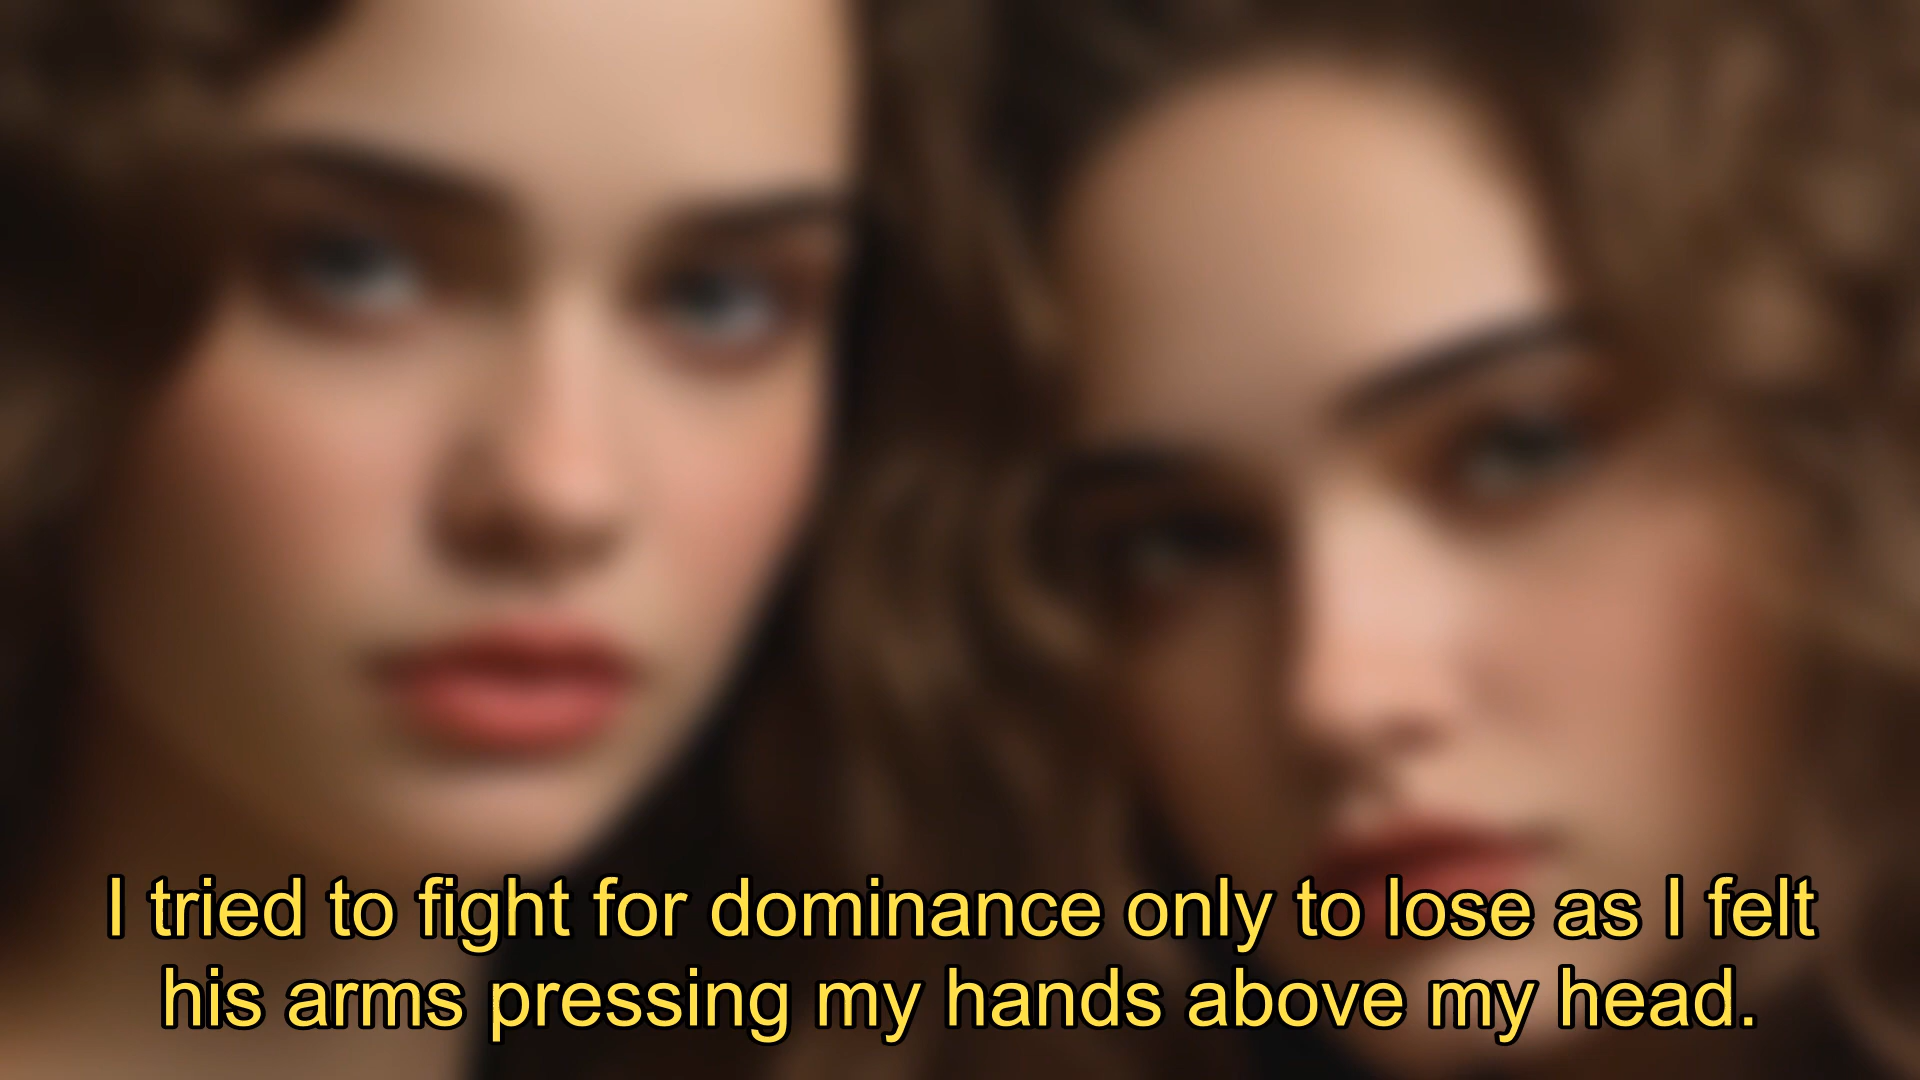 I tried to fight for dominance only to lose as I felt
his arms pressing my hands above my head.